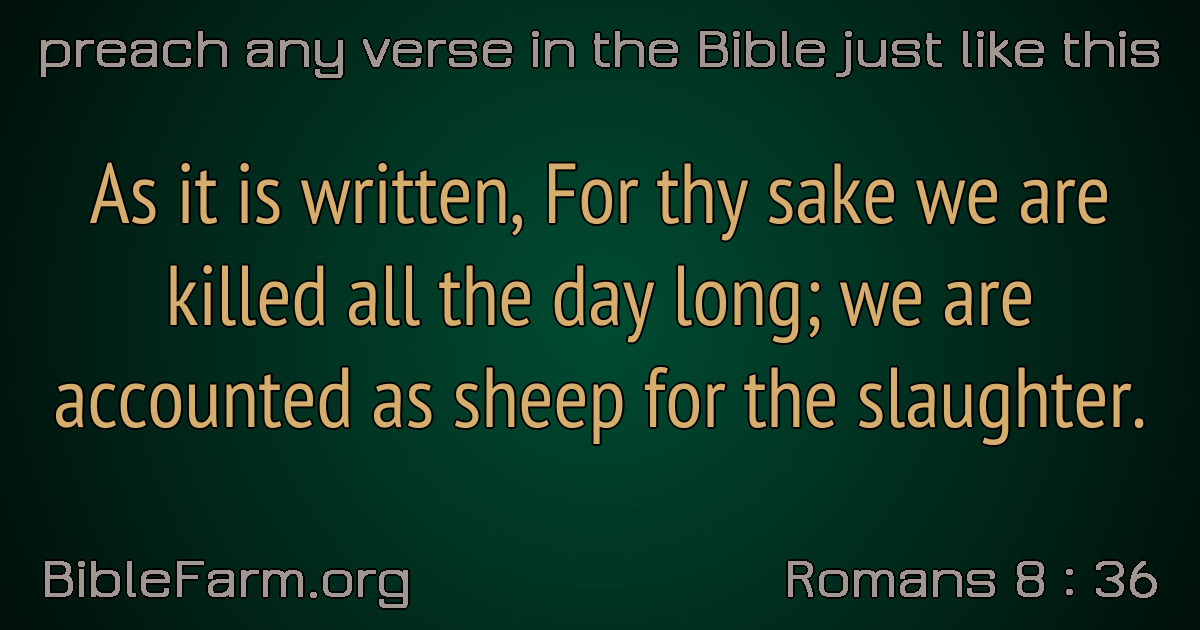 preach any verse in the Bible just like this
As it is written, For thy sake we are
killed all the day long; we are
accounted as sheep for the slaughter.
BibleFarm.org
Romans 8 : 36